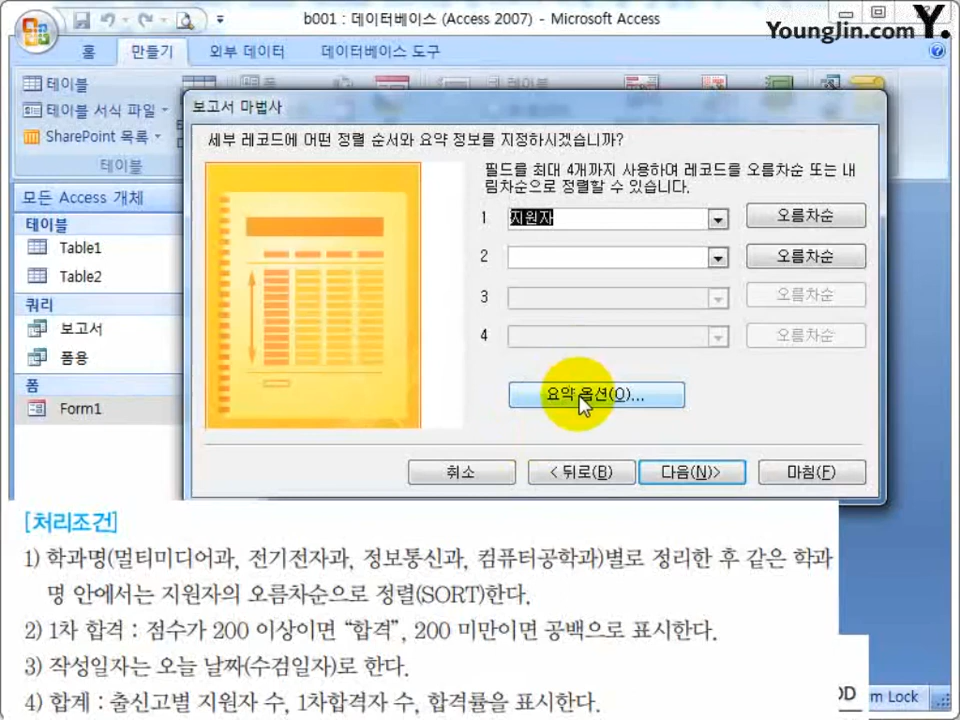 b001 : 데이터베이스 (Access 2007) - Microsoft Access
Y.
YoungJin.com
홈 만들기 외부 데이터 데이터베이스 도구
테이블
테이블 서식 파일
SharePoint 목록
테이블
모든 Access 개체
테이블
Table1
Table2
쿼리
보고서
폼용
폼
Form1
보고서 마법사
세부 레코드에 어떤 정렬 순서와 요약 정보를 지정하시겠습니까?
필드를 최대 4개까지 사용하며 레코드를 오름차순 또는 내
림차순으로 정렬할 수 있습니다.
1 지원자 오름차순
2 오름차순
3 오름차순
4 오름차순
요약 옵션(O)...
취소 < 뒤로(B) 다음(N)> 마침(F)
[처리조건]
1) 학과명(멀티미디어과, 전기전자과, 정보통신과, 컴퓨터공학과)별로 정리한 후 같은 학과
명 안에서는 지원자의 오름차순으로 정렬(SORT)한다.
2) 1차 합격 : 점수가 200 이상이면 “합격”, 200 미만이면 공백으로 표시한다.
3) 작성일자는 오늘 날짜(수검일자)로 한다.
4) 합계 : 출신고별 지원자 수, 1차합격자 수, 합격률을 표시한다.
m Lock